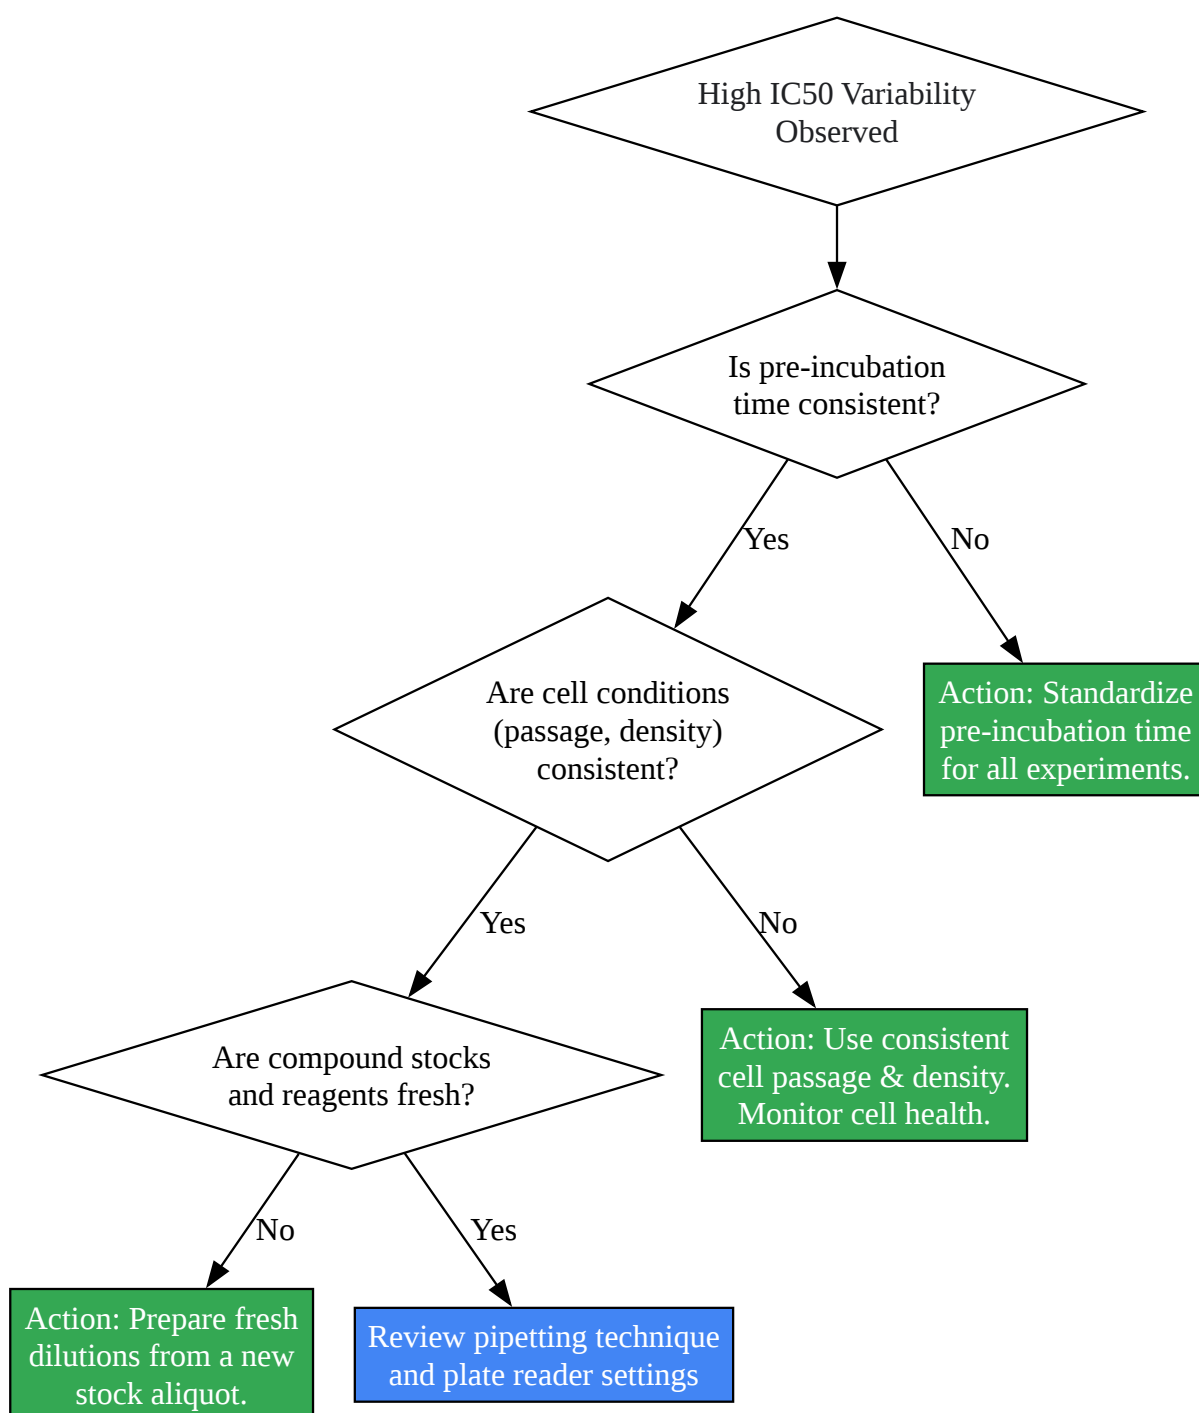 High IC50 Variability
Observed
Is pre-incubation
time consistent?
Yes
No
Are cell conditions
(passage, density)
consistent?
Action: Standardize
pre-incubation time
for all experiments.
Yes
No
Are compound stocks
and reagents fresh?
Action: Use consistent
cell passage & density.
Monitor cell health.
No
Yes
Action: Prepare fresh
dilutions from a new
stock aliquot.
Review pipetting technique
and plate reader settings